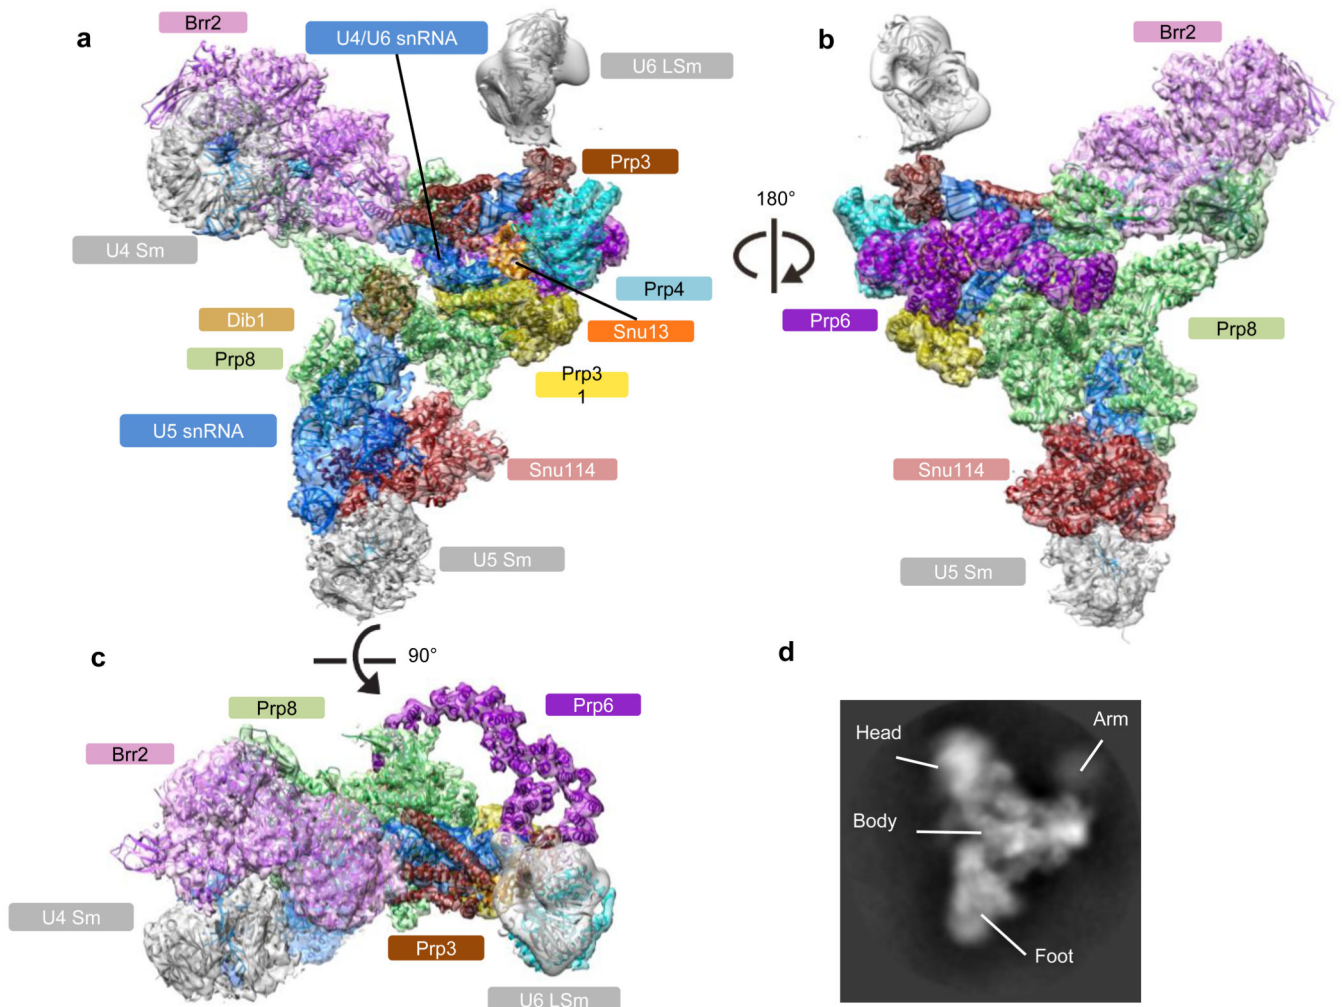 a
Brr2
U4/U6 snRNA
U6 LSm
Prp3
U4 Sm
Prp4
Dib1
Snu13
Prp8
Prp3
1
U5 snRNA
Snu114
U5 Sm
b
Brr2
180°
Prp6
Prp8
Snu114
U5 Sm
90°
c
Prp8
Prp6
Brr2
U4 Sm
Prp3
U6 LSm
d
Head
Arm
Body
Foot